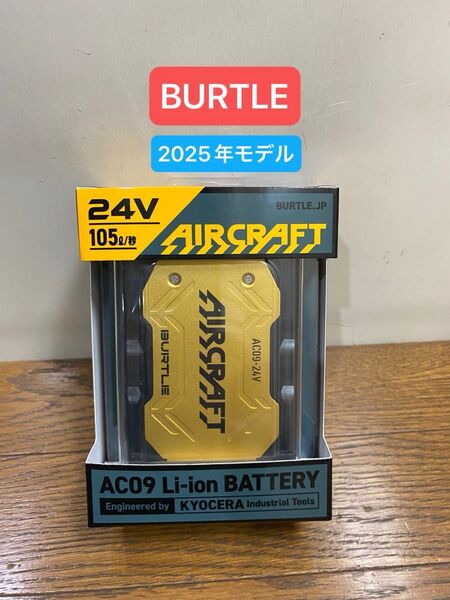 BURTLE
2025年モデル
24V
105ℓ/秒
BURTLE.JP
AIRCRAFT
AIRCRAFT
BURTLE
AC09-24V
AC09 Li-ion BATTERY
Engineered by KYOCERA Industrial Tools